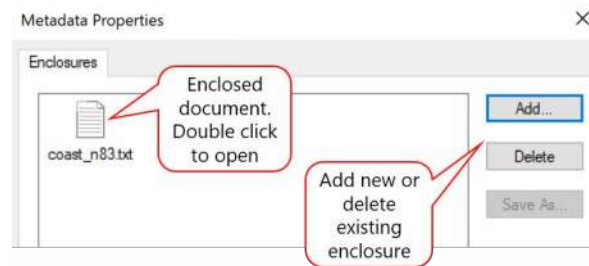 Metadata Properties
Enclosures
Enclosed
document.
Double click
to open
coast_n83.txt
Add...
Delete
Save As...
Add new or
delete
existing
enclosure